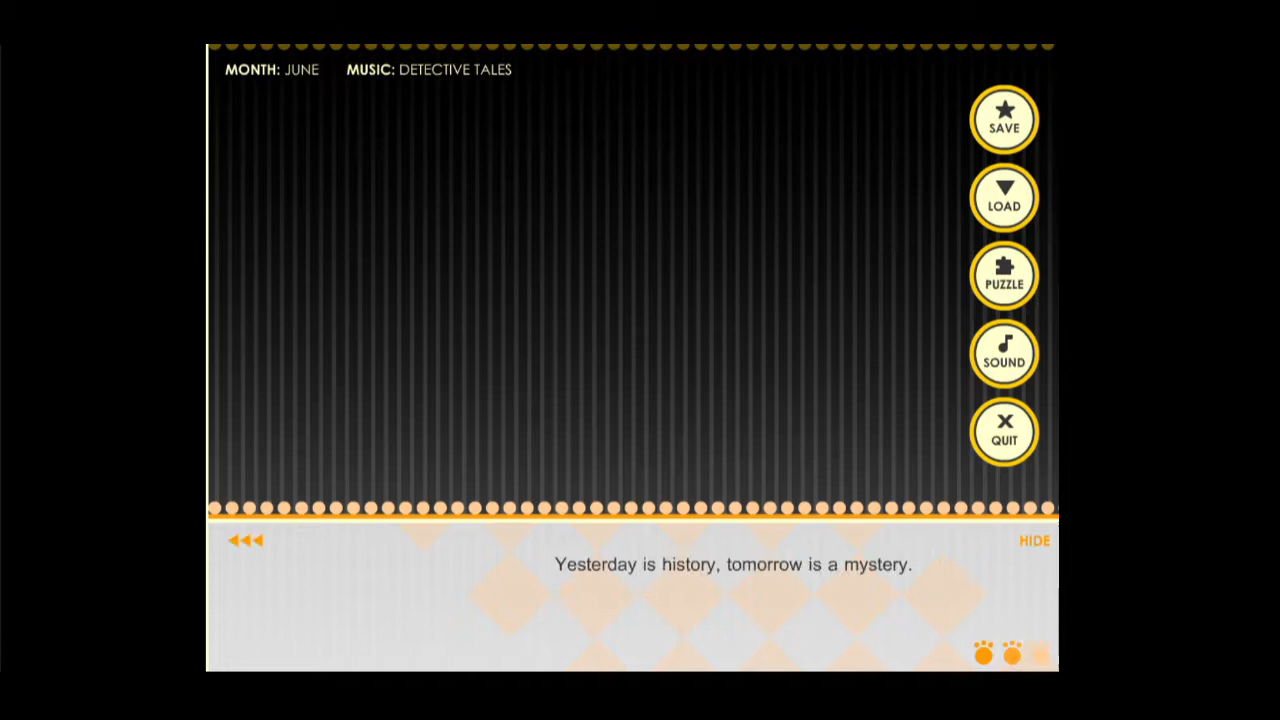 MONTH: JUNE MUSIC: DETECTIVE TALES
SAVE
LOAD
PUZZLE
SOUND
QUIT
HIDE
Yesterday is history, tomorrow is a mystery.